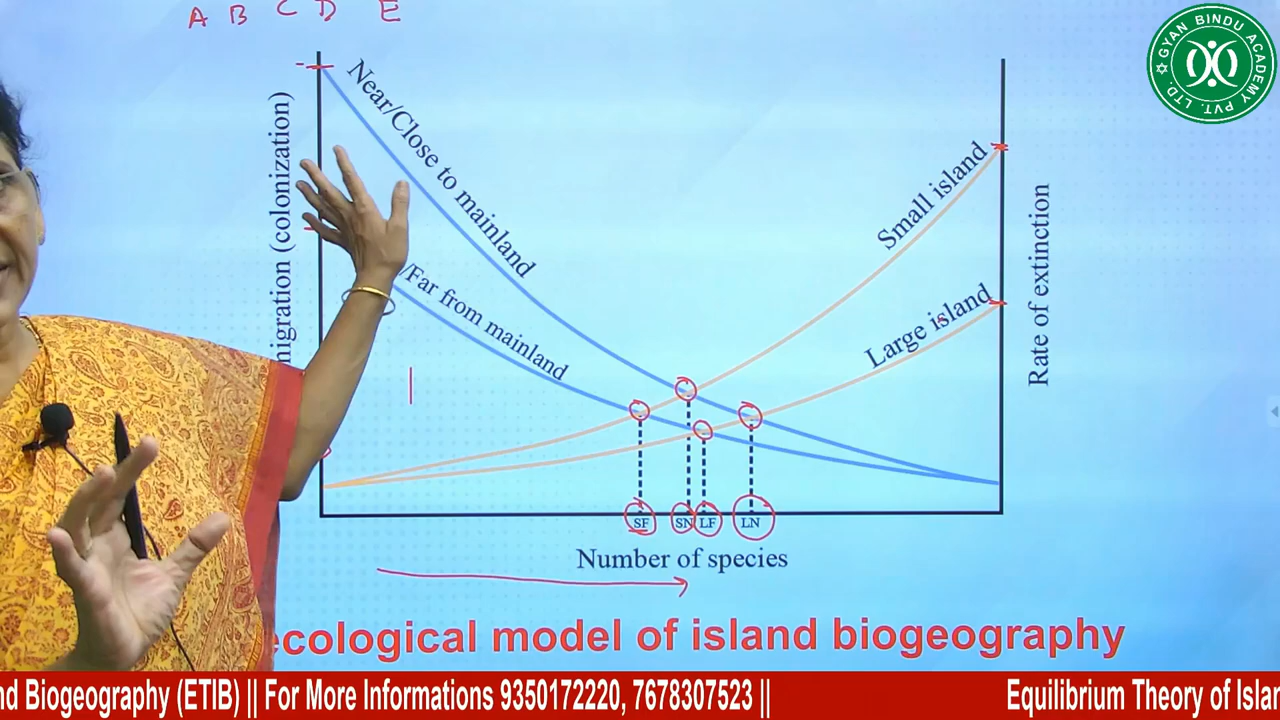 A B C D E
GYAN BINDU ACADEMY PVT. LTD.
Near/Close to mainland
/Far from mainland
Small island
Large island
migration (colonization)
Rate of extinction
SF SN LF LN
Number of species
ecological model of island biogeography
nd Biogeography (ETIB) || For More Informations 9350172220, 7678307523 || Equilibrium Theory of Islan